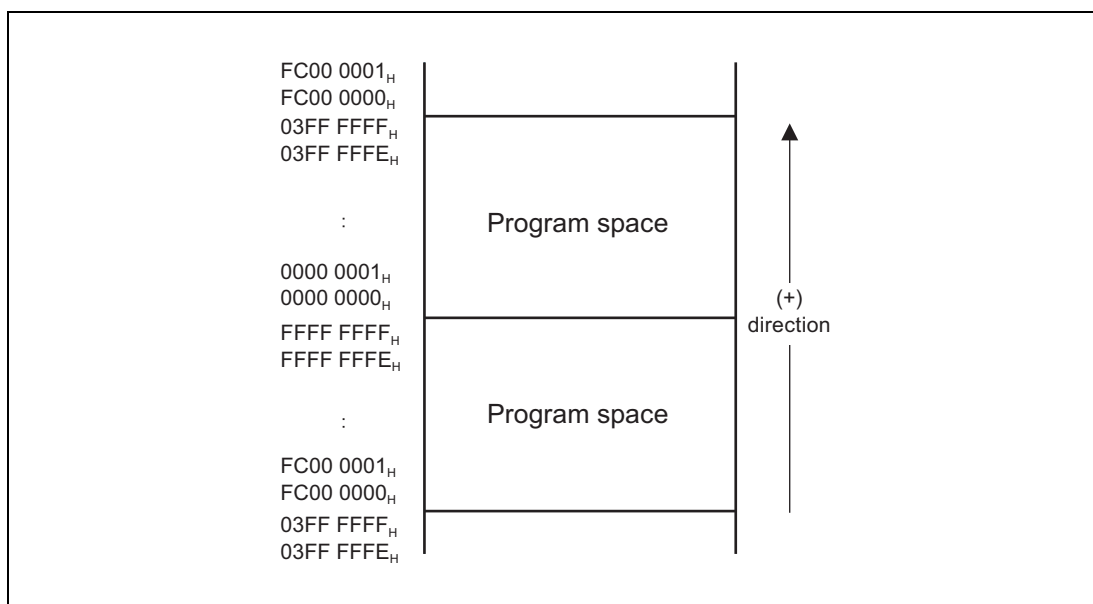 FC00 0001H
FC00 0000H
03FF FFFFH
03FF FFFEH
:
Program space
0000 0001H
0000 0000H
FFFF FFFFH
FFFF FFFEH
:
Program space
FC00 0001H
FC00 0000H
03FF FFFFH
03FF FFFEH
(+)
direction